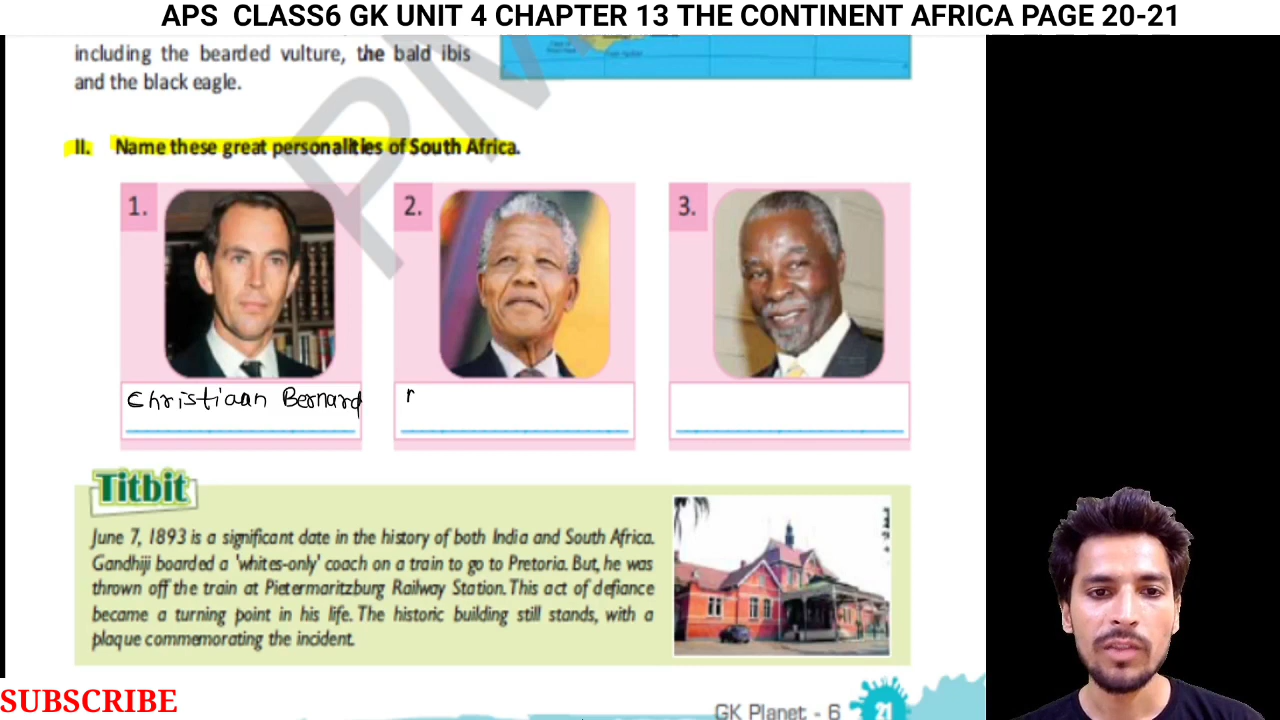 APS CLASS6 GK UNIT 4 CHAPTER 13 THE CONTINENT AFRICA PAGE 20-21
including the bearded vulture, the bald ibis
and the black eagle.
PM
II. Name these great personalities of South Africa.
1. 2. 3.
Christiaan Bernard
Titbit
June 7, 1893 is a significant date in the history of both India and South Africa.
Gandhiji boarded a 'whites-only' coach on a train to go to Pretoria. But, he was
thrown off the train at Pietermaritzburg Railway Station. This act of defiance
became a turning point in his life. The historic building still stands, with a
plaque commemorating the incident.
SUBSCRIBE
GK Planet - 6 21